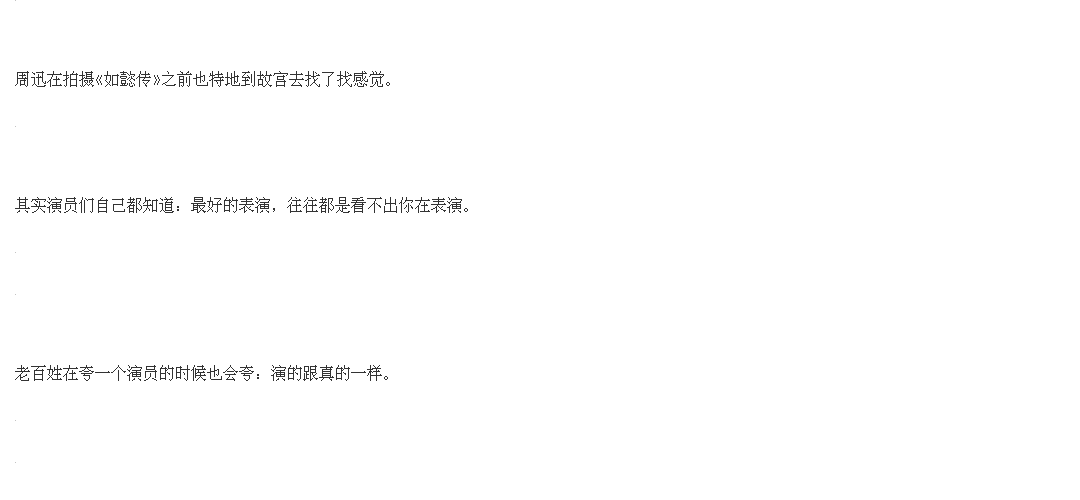 周迅在拍摄《如懿传》之前也特地到故宫去找了找感觉。
其实演员们自己都知道：最好的表演，往往都是看不出你在表演。
老百姓在夸一个演员的时候也会夸：演的跟真的一样。